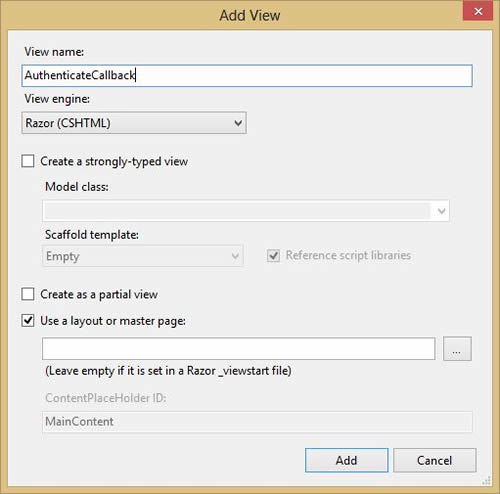 Add View
View name:
AuthenticateCallback
View engine:
Razor (CSHTML)
Create a strongly-typed view
Model class:
Scaffold template:
Empty
Reference script libraries
Create as a partial view
Use a layout or master page:
...
(Leave empty if it is set in a Razor _viewstart file)
ContentPlaceHolder ID:
MainContent
Add
Cancel